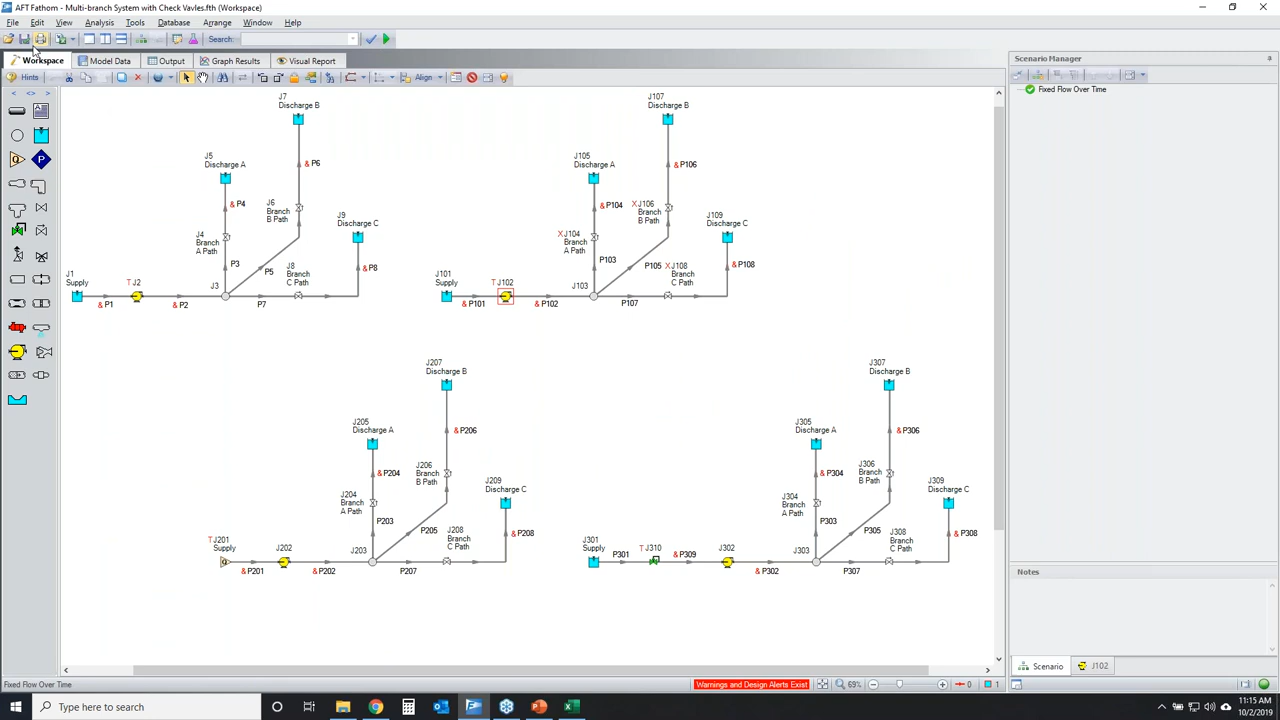 AFT Fathom - Multi-branch System with Check Vavles.fth (Workspace)
File Edit View Analysis Tools Database Arrange Window Help
Search:
Workspace Model Data Output Graph Results Visual Report
Hints Align
Scenario Manager
Fixed Flow Over Time
J7
Discharge B
J107
Discharge B
J5
Discharge A
& P6
J105
Discharge A
& P106
& P4
J6
Branch
B Path
J9
Discharge C
& P104
X J106
Branch
B Path
J109
Discharge C
J4
Branch
A Path
X J104
Branch
A Path
P3
P5
J8
Branch
C Path
& P8
P103
P105
X J108
Branch
C Path
& P108
J1
Supply
T J2
J3
J101
Supply
T J102
J103
& P1
& P2
P7
& P101
& P102
P107
J207
Discharge B
J307
Discharge B
J205
Discharge A
& P206
J305
Discharge A
& P306
& P204
J206
Branch
B Path
J209
Discharge C
& P304
J306
Branch
B Path
J309
Discharge C
J204
Branch
A Path
J304
Branch
A Path
P203
P205
J208
Branch
C Path
& P208
P303
P305
J308
Branch
C Path
& P308
T J201
Supply
J202
J203
J301
Supply
T J310
J302
J303
P301
& P309
& P201
& P202
P207
& P302
P307
Notes
Scenario J102
Fixed Flow Over Time
Warnings and Design Alerts Exist
69%
0
1
Type here to search
11:15 AM
10/2/2019